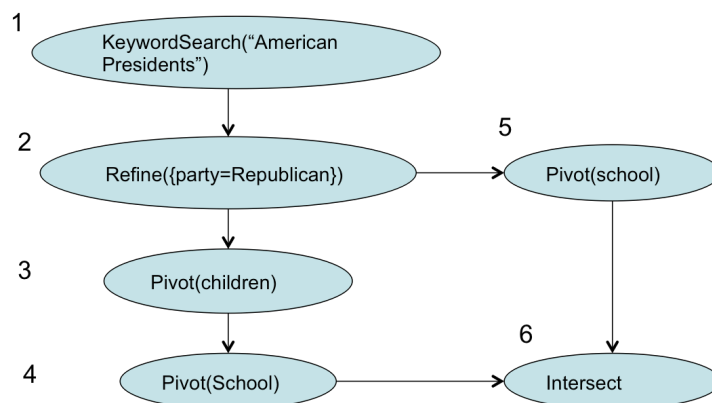 1
KeywordSearch(“American
Presidents”)
2
Refine({party=Republican})
5
Pivot(school)
3
Pivot(children)
4
Pivot(School)
6
Intersect